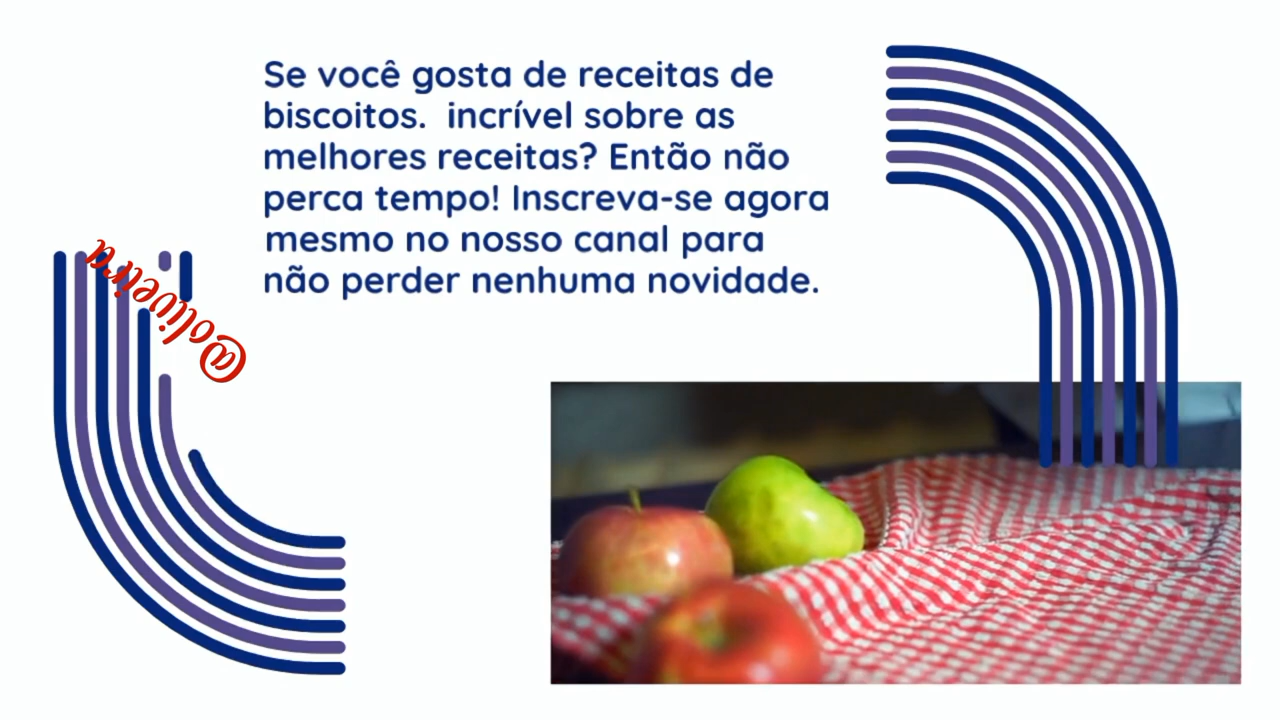 Se você gosta de receitas de
biscoitos.  incrível sobre as
melhores receitas? Então não
perca tempo! Inscreva-se agora
mesmo no nosso canal para
não perder nenhuma novidade.
@oliveira